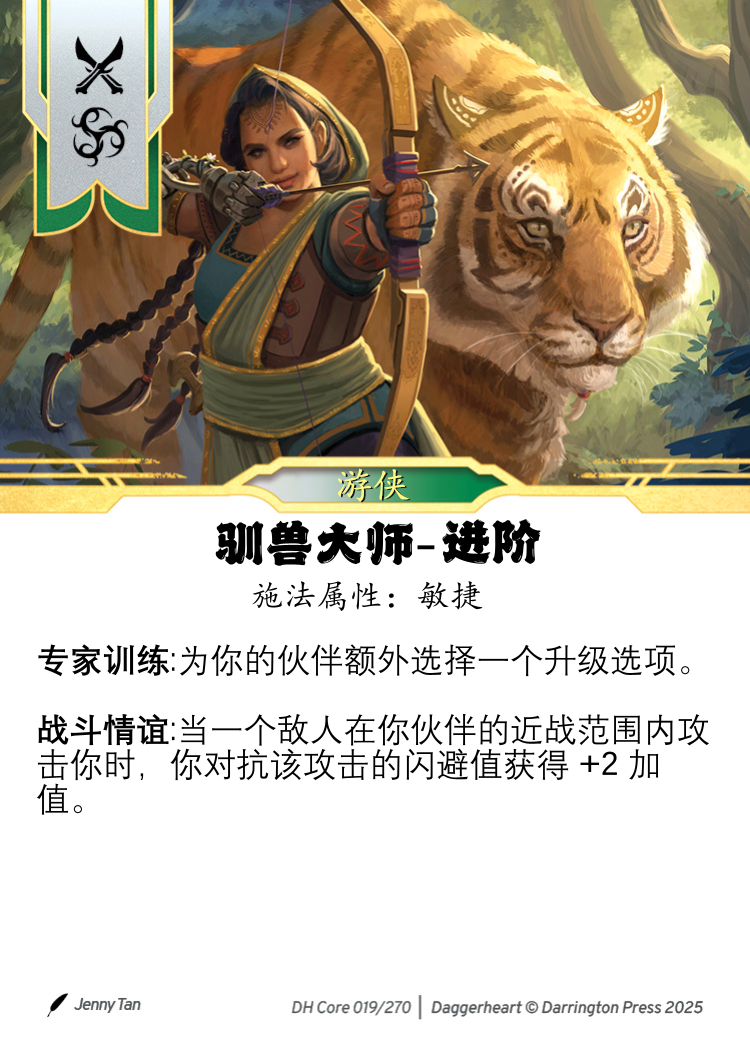 游侠
驯兽大师-进阶
施法属性：敏捷
专家训练:为你的伙伴额外选择一个升级选项。
战斗情谊:当一个敌人在你伙伴的近战范围内攻
击你时，你对抗该攻击的闪避值获得 +2 加
值。
Jenny Tan
DH Core 019/270 | Daggerheart © Darrington Press 2025